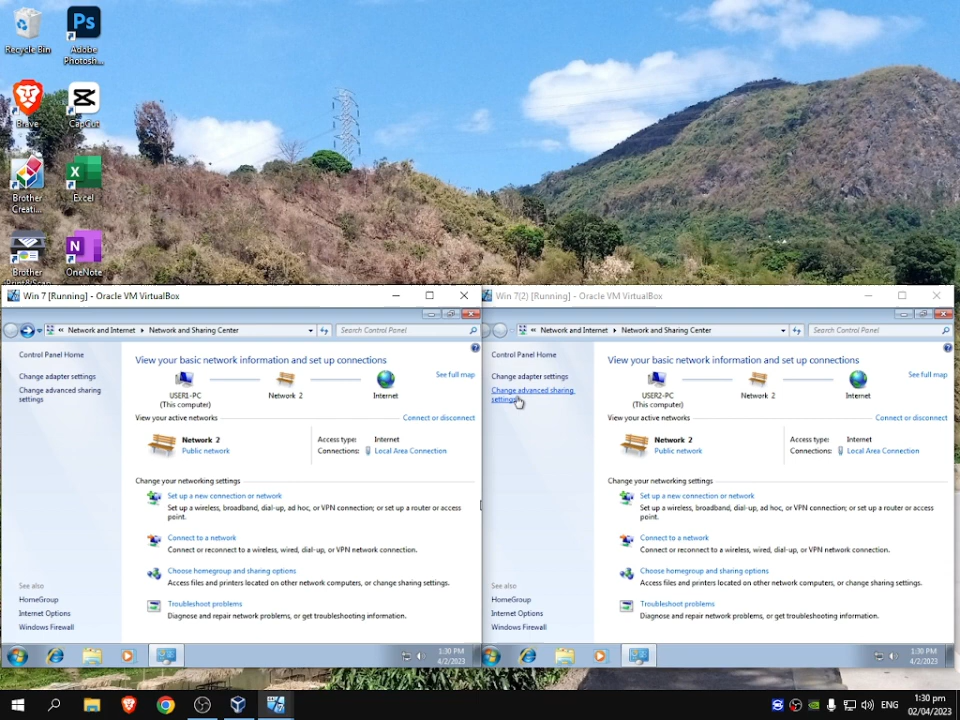 Recycle Bin
Adobe
Photosh...
Brave
CapCut
Brother
Creati...
Excel
Brother
Print&Scan
OneNote
Win 7 [Running] - Oracle VM VirtualBox
Network and Internet
Network and Sharing Center
Search Control Panel
Control Panel Home
Change adapter settings
Change advanced sharing
settings
View your basic network information and set up connections
USER1-PC
(This computer)
Network 2
Internet
See full map
View your active networks
Connect or disconnect
Network 2
Public network
Access type: Internet
Connections: Local Area Connection
Change your networking settings
Set up a new connection or network
Set up a wireless, broadband, dial-up, ad hoc, or VPN connection; or set up a router or access
point.
Connect to a network
Connect or reconnect to a wireless, wired, dial-up, or VPN network connection.
Choose homegroup and sharing options
Access files and printers located on other network computers, or change sharing settings.
Troubleshoot problems
Diagnose and repair network problems, or get troubleshooting information.
See also
HomeGroup
Internet Options
Windows Firewall
1:30 PM
4/2/2023
Win 7(2) [Running] - Oracle VM VirtualBox
Network and Internet
Network and Sharing Center
Search Control Panel
Control Panel Home
Change adapter settings
Change advanced sharing
settings
View your basic network information and set up connections
USER2-PC
(This computer)
Network 2
Internet
See full map
View your active networks
Connect or disconnect
Network 2
Public network
Access type: Internet
Connections: Local Area Connection
Change your networking settings
Set up a new connection or network
Set up a wireless, broadband, dial-up, ad hoc, or VPN connection; or set up a router or access
point.
Connect to a network
Connect or reconnect to a wireless, wired, dial-up, or VPN network connection.
Choose homegroup and sharing options
Access files and printers located on other network computers, or change sharing settings.
Troubleshoot problems
Diagnose and repair network problems, or get troubleshooting information.
See also
HomeGroup
Internet Options
Windows Firewall
1:30 PM
4/2/2023
ENG
1:30 pm
02/04/2023